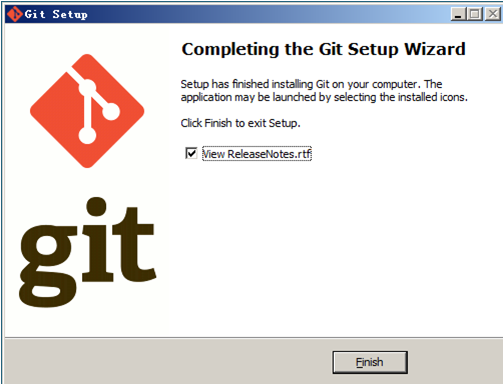 Git Setup
Completing the Git Setup Wizard
Setup has finished installing Git on your computer. The
application may be launched by selecting the installed icons.
Click Finish to exit Setup.
View ReleaseNotes.rtf
git
Finish